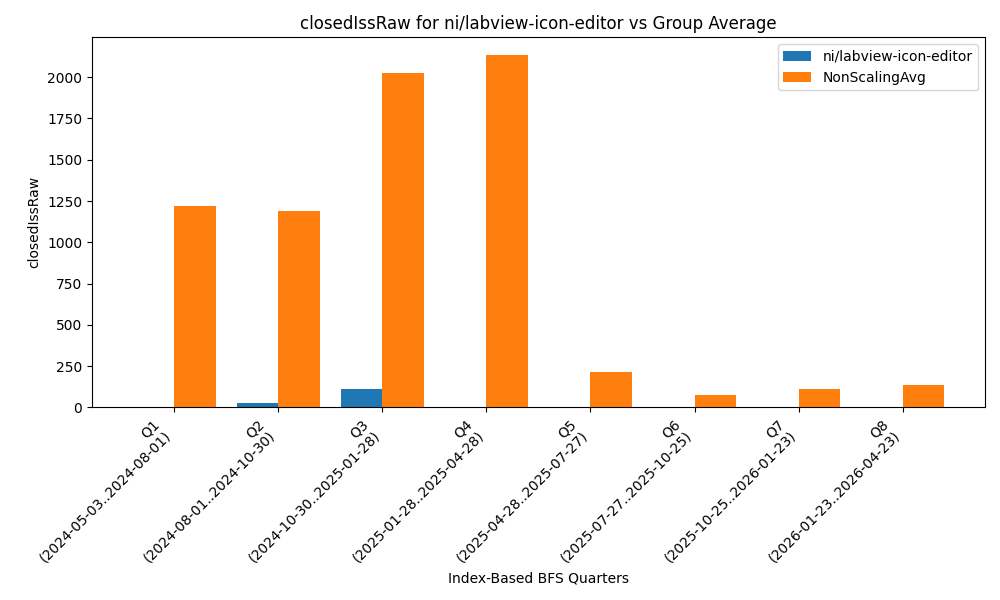 closedIssRaw for ni/labview-icon-editor vs Group Average
ni/labview-icon-editor
NonScalingAvg
closedIssRaw
2000
1750
1500
1250
1000
750
500
250
0
Q1
(2024-05-03..2024-08-01)
Q2
(2024-08-01..2024-10-30)
Q3
(2024-10-30..2025-01-28)
Q4
(2025-01-28..2025-04-28)
Q5
(2025-04-28..2025-07-27)
Q6
(2025-07-27..2025-10-25)
Q7
(2025-10-25..2026-01-23)
Q8
(2026-01-23..2026-04-23)
Index-Based BFS Quarters